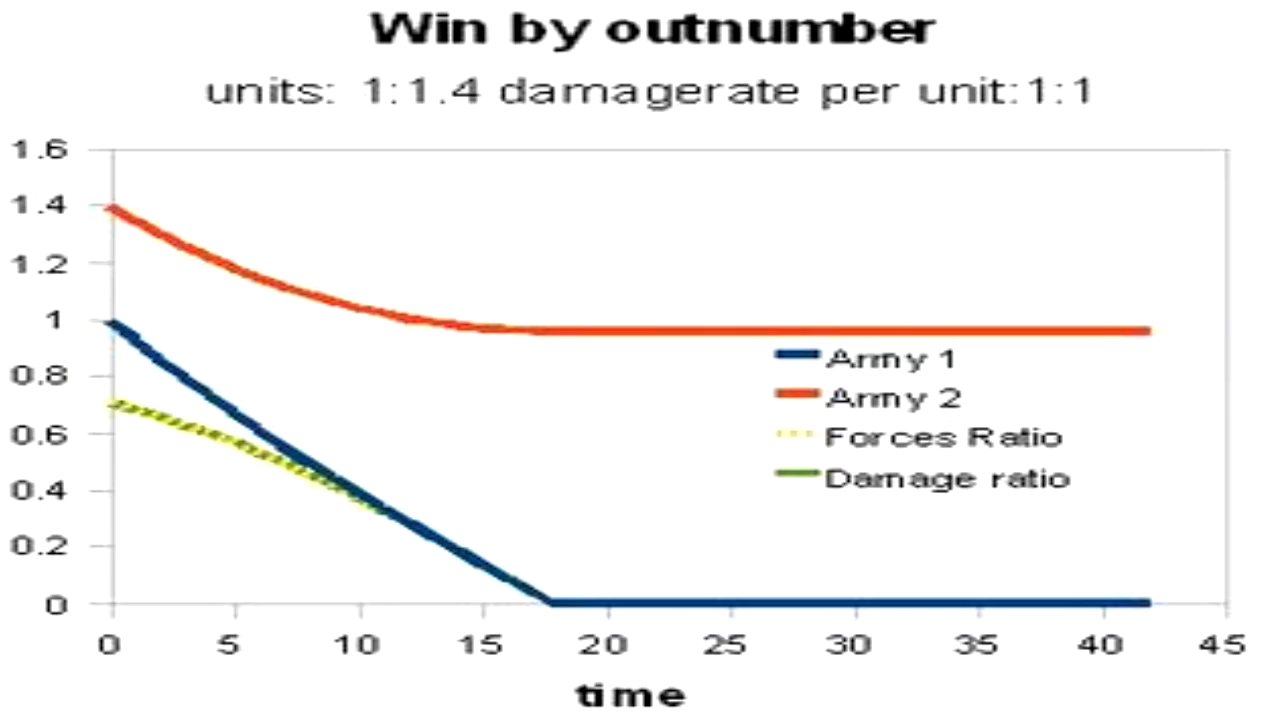 Win by outnumber
units: 1:1.4 damagerate per unit:1:1
1.6
1.4
1.2
1
0.8
0.6
0.4
0.2
0
Army 1
Army 2
Forces Ratio
Damage ratio
0 5 10 15 20 25 30 35 40 45
time